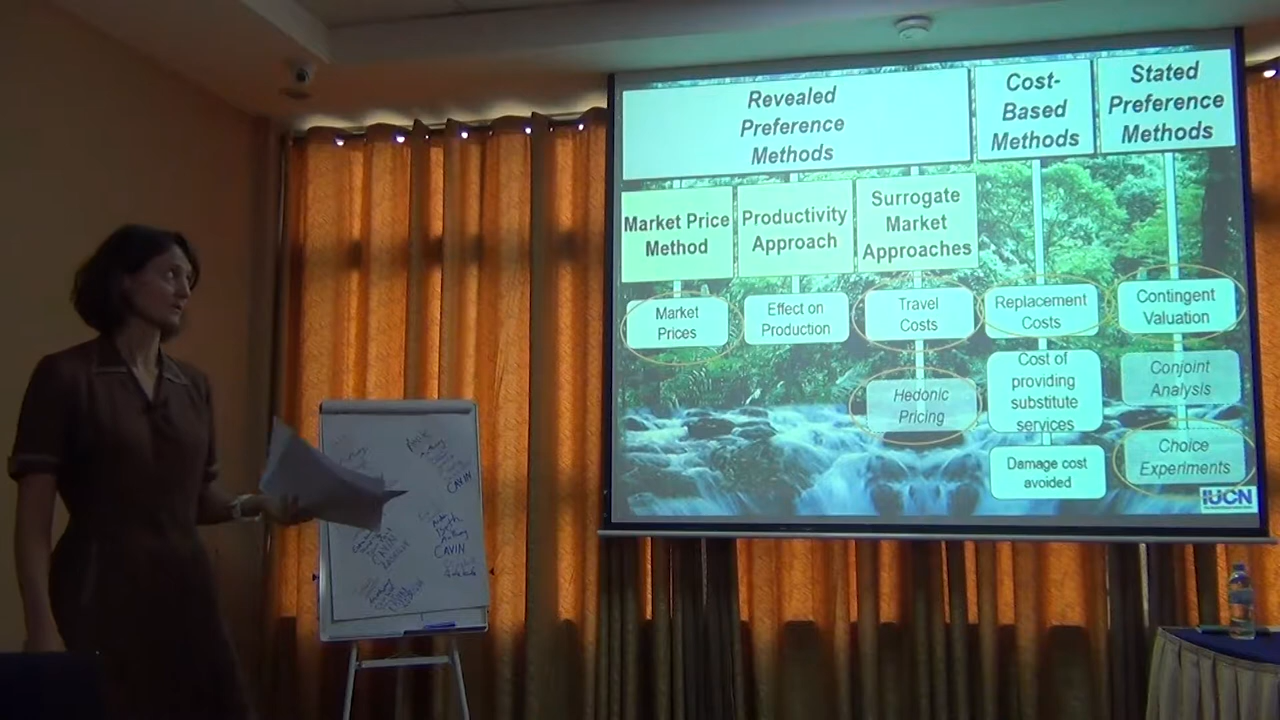 Revealed
Preference
Methods
Cost-
Based
Methods
Stated
Preference
Methods
Market Price
Method
Productivity
Approach
Surrogate
Market
Approaches
Market
Prices
Effect on
Production
Travel
Costs
Replacement
Costs
Contingent
Valuation
Hedonic
Pricing
Cost of
providing
substitute
services
Conjoint
Analysis
Damage cost
avoided
Choice
Experiments
IUCN
CAVIN
CAVIN
CAVIN